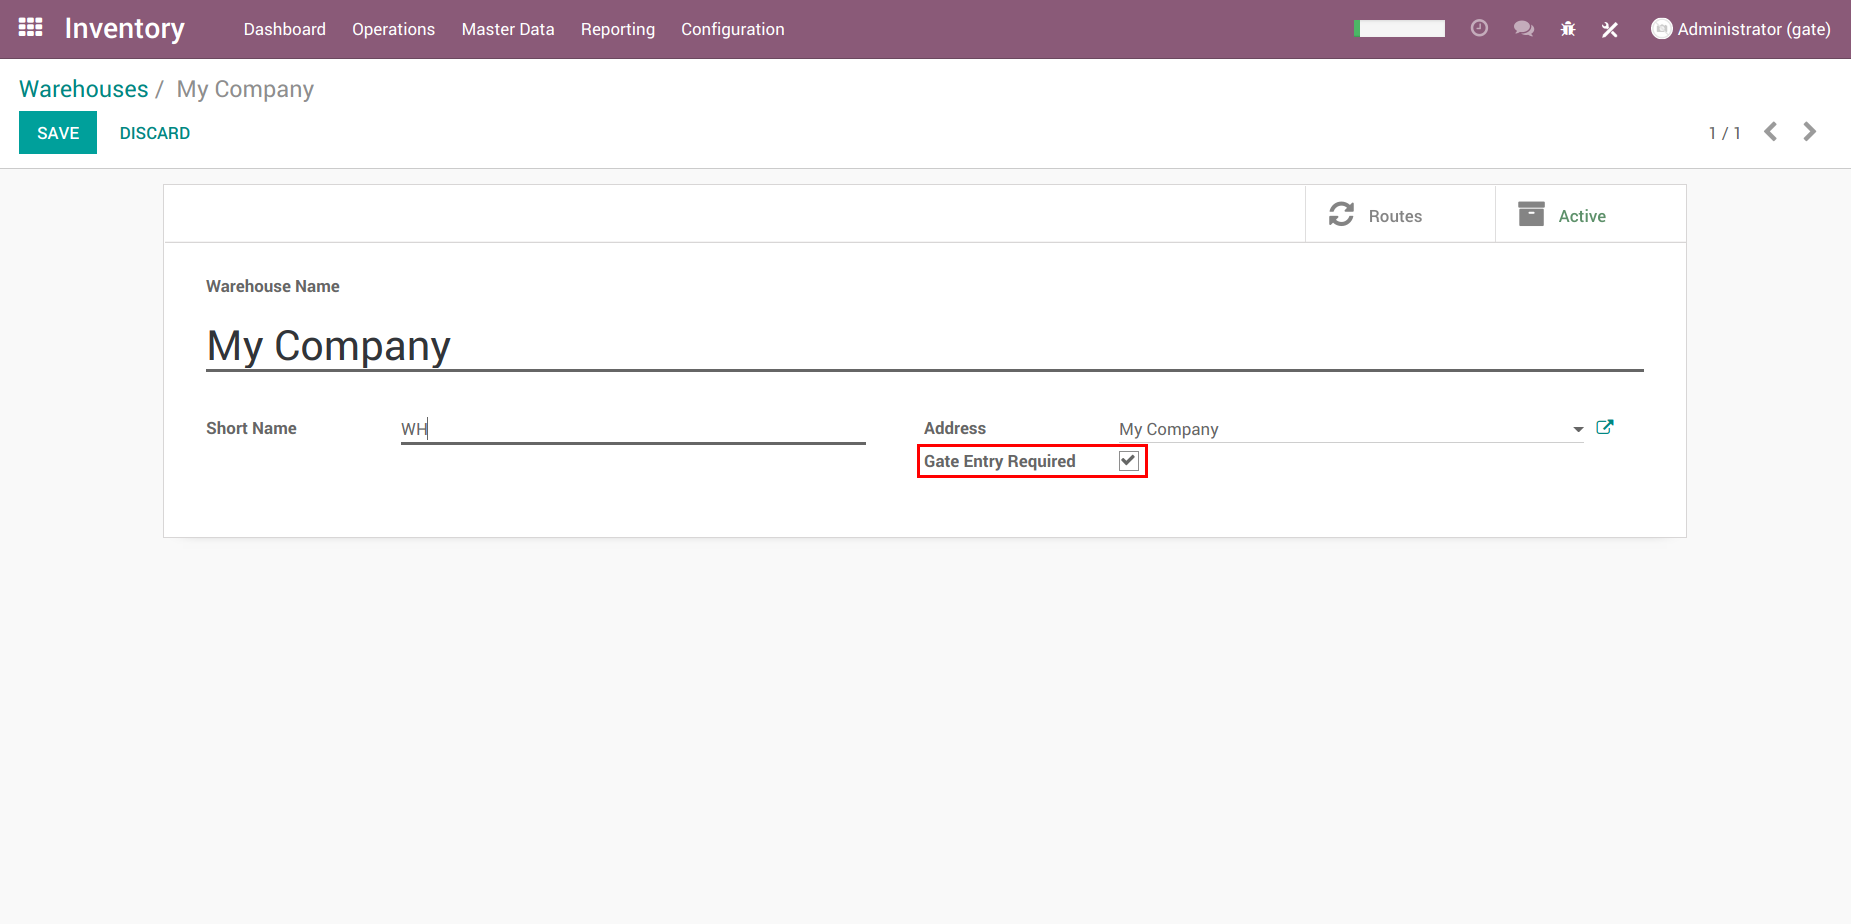 Inventory Dashboard Operations Master Data Reporting Configuration Administrator (gate)
Warehouses / My Company
SAVE DISCARD 1 / 1
Routes Active
Warehouse Name
My Company
Short Name WH Address My Company
Gate Entry Required